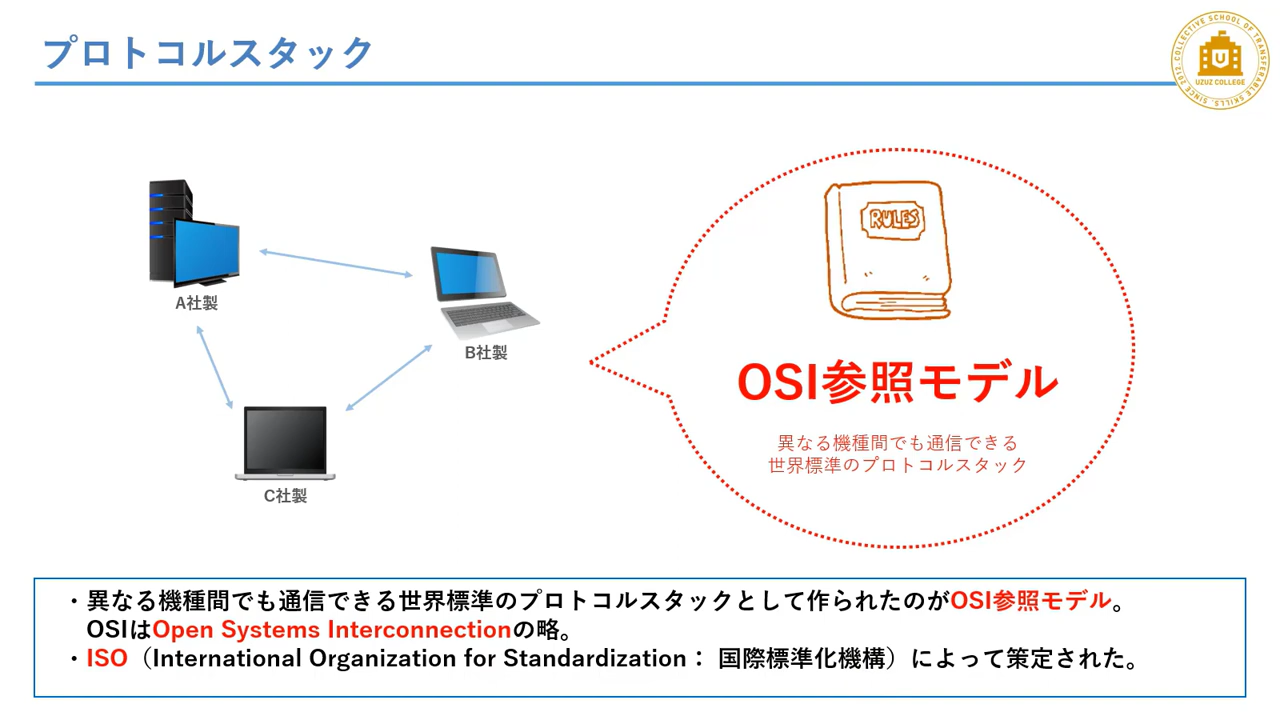 プロトコルスタック
COLLECTIVE SCHOOL OF TRANSFERABLE SKILLS. SINCE 2012.
UZUZ COLLEGE
A社製
B社製
C社製
RULES
OSI参照モデル
異なる機種間でも通信できる
世界標準のプロトコルスタック
・異なる機種間でも通信できる世界標準のプロトコルスタックとして作られたのがOSI参照モデル。
OSIはOpen Systems Interconnectionの略。
・ISO（International Organization for Standardization： 国際標準化機構）によって策定された。